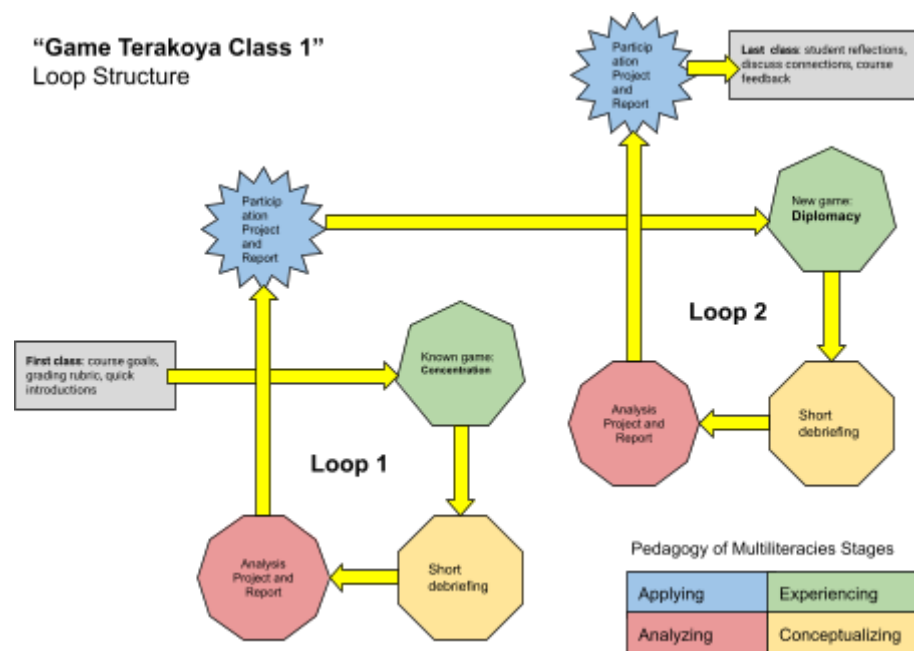 “Game Terakoya Class 1”
Loop Structure
Particip
ation
Project
and
Report
Last class: student reflections,
discuss connections, course
feedback
Particip
ation
Project
and
Report
New game:
Diplomacy
Loop 2
First class: course goals,
grading rubric, quick
introductions
Known game:
Concentration
Analysis
Project and
Report
Short
debriefing
Loop 1
Analysis
Project and
Report
Short
debriefing
Pedagogy of Multiliteracies Stages
Applying
Experiencing
Analyzing
Conceptualizing